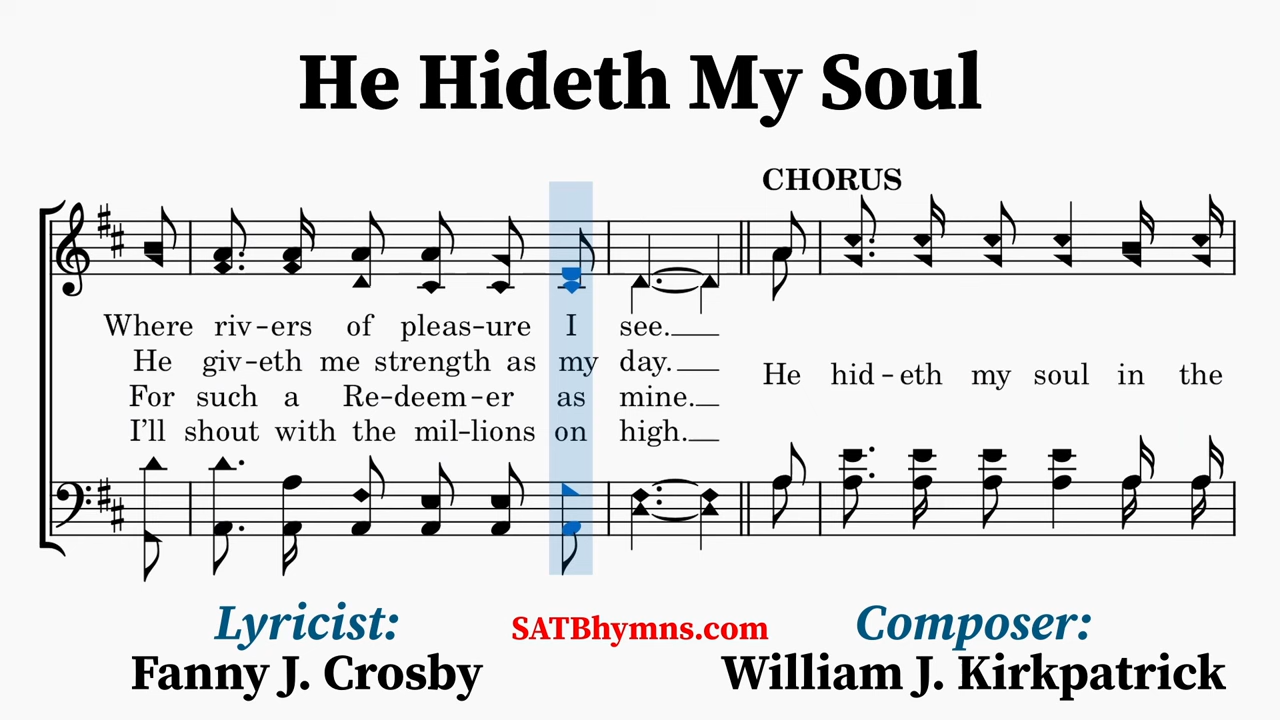 He Hideth My Soul
CHORUS
Where riv-ers of pleas-ure I see.
He giv-eth me strength as my day.
For such a Re-deem-er as mine.
I'll shout with the mil-lions on high.
He hid-eth my soul in the
Lyricist:
Fanny J. Crosby
SATBhymns.com
Composer:
William J. Kirkpatrick